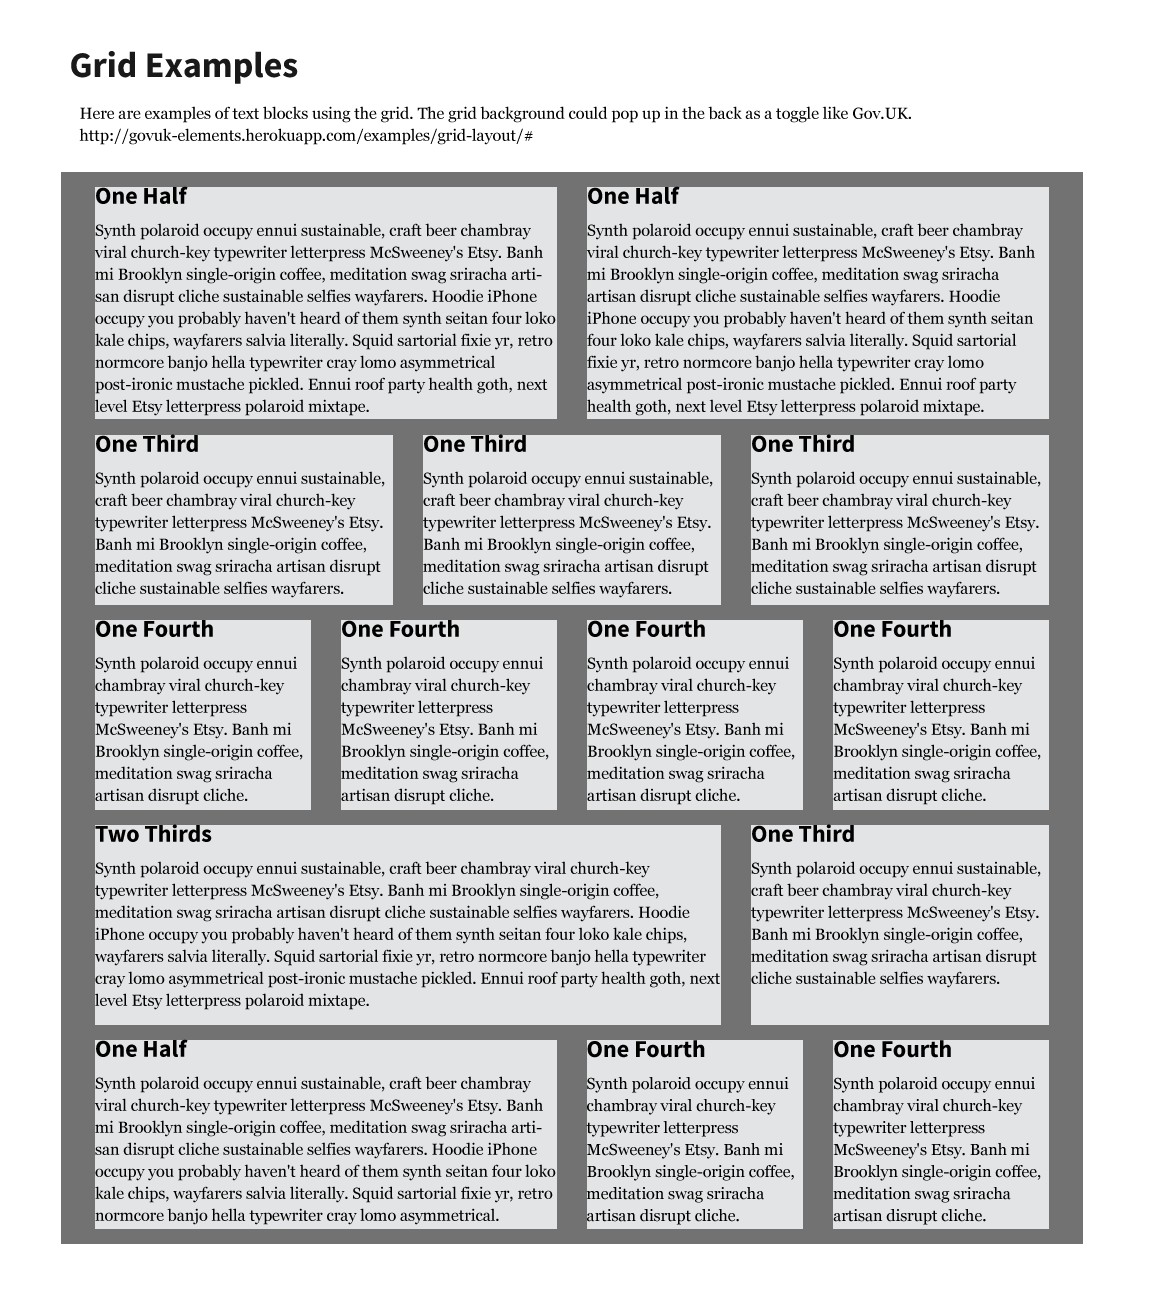 Grid Examples
Here are examples of text blocks using the grid. The grid background could pop up in the back as a toggle like Gov.UK.
http://govuk-elements.herokuapp.com/examples/grid-layout/#
One Half
Synth polaroid occupy ennui sustainable, craft beer chambray
viral church-key typewriter letterpress McSweeney's Etsy. Banh
mi Brooklyn single-origin coffee, meditation swag sriracha arti-
san disrupt cliche sustainable selfies wayfarers. Hoodie iPhone
occupy you probably haven't heard of them synth seitan four loko
kale chips, wayfarers salvia literally. Squid sartorial fixie yr, retro
normcore banjo hella typewriter cray lomo asymmetrical
post-ironic mustache pickled. Ennui roof party health goth, next
level Etsy letterpress polaroid mixtape.
One Half
Synth polaroid occupy ennui sustainable, craft beer chambray
viral church-key typewriter letterpress McSweeney's Etsy. Banh
mi Brooklyn single-origin coffee, meditation swag sriracha
artisan disrupt cliche sustainable selfies wayfarers. Hoodie
iPhone occupy you probably haven't heard of them synth seitan
four loko kale chips, wayfarers salvia literally. Squid sartorial
fixie yr, retro normcore banjo hella typewriter cray lomo
asymmetrical post-ironic mustache pickled. Ennui roof party
health goth, next level Etsy letterpress polaroid mixtape.
One Third
Synth polaroid occupy ennui sustainable,
craft beer chambray viral church-key
typewriter letterpress McSweeney's Etsy.
Banh mi Brooklyn single-origin coffee,
meditation swag sriracha artisan disrupt
cliche sustainable selfies wayfarers.
One Third
Synth polaroid occupy ennui sustainable,
craft beer chambray viral church-key
typewriter letterpress McSweeney's Etsy.
Banh mi Brooklyn single-origin coffee,
meditation swag sriracha artisan disrupt
cliche sustainable selfies wayfarers.
One Third
Synth polaroid occupy ennui sustainable,
craft beer chambray viral church-key
typewriter letterpress McSweeney's Etsy.
Banh mi Brooklyn single-origin coffee,
meditation swag sriracha artisan disrupt
cliche sustainable selfies wayfarers.
One Fourth
Synth polaroid occupy ennui
chambray viral church-key
typewriter letterpress
McSweeney's Etsy. Banh mi
Brooklyn single-origin coffee,
meditation swag sriracha
artisan disrupt cliche.
One Fourth
Synth polaroid occupy ennui
chambray viral church-key
typewriter letterpress
McSweeney's Etsy. Banh mi
Brooklyn single-origin coffee,
meditation swag sriracha
artisan disrupt cliche.
One Fourth
Synth polaroid occupy ennui
chambray viral church-key
typewriter letterpress
McSweeney's Etsy. Banh mi
Brooklyn single-origin coffee,
meditation swag sriracha
artisan disrupt cliche.
One Fourth
Synth polaroid occupy ennui
chambray viral church-key
typewriter letterpress
McSweeney's Etsy. Banh mi
Brooklyn single-origin coffee,
meditation swag sriracha
artisan disrupt cliche.
Two Thirds
Synth polaroid occupy ennui sustainable, craft beer chambray viral church-key
typewriter letterpress McSweeney's Etsy. Banh mi Brooklyn single-origin coffee,
meditation swag sriracha artisan disrupt cliche sustainable selfies wayfarers. Hoodie
iPhone occupy you probably haven't heard of them synth seitan four loko kale chips,
wayfarers salvia literally. Squid sartorial fixie yr, retro normcore banjo hella typewriter
cray lomo asymmetrical post-ironic mustache pickled. Ennui roof party health goth, next
level Etsy letterpress polaroid mixtape.
One Third
Synth polaroid occupy ennui sustainable,
craft beer chambray viral church-key
typewriter letterpress McSweeney's Etsy.
Banh mi Brooklyn single-origin coffee,
meditation swag sriracha artisan disrupt
cliche sustainable selfies wayfarers.
One Half
Synth polaroid occupy ennui sustainable, craft beer chambray
viral church-key typewriter letterpress McSweeney's Etsy. Banh
mi Brooklyn single-origin coffee, meditation swag sriracha arti-
san disrupt cliche sustainable selfies wayfarers. Hoodie iPhone
occupy you probably haven't heard of them synth seitan four loko
kale chips, wayfarers salvia literally. Squid sartorial fixie yr, retro
normcore banjo hella typewriter cray lomo asymmetrical.
One Fourth
Synth polaroid occupy ennui
chambray viral church-key
typewriter letterpress
McSweeney's Etsy. Banh mi
Brooklyn single-origin coffee,
meditation swag sriracha
artisan disrupt cliche.
One Fourth
Synth polaroid occupy ennui
chambray viral church-key
typewriter letterpress
McSweeney's Etsy. Banh mi
Brooklyn single-origin coffee,
meditation swag sriracha
artisan disrupt cliche.